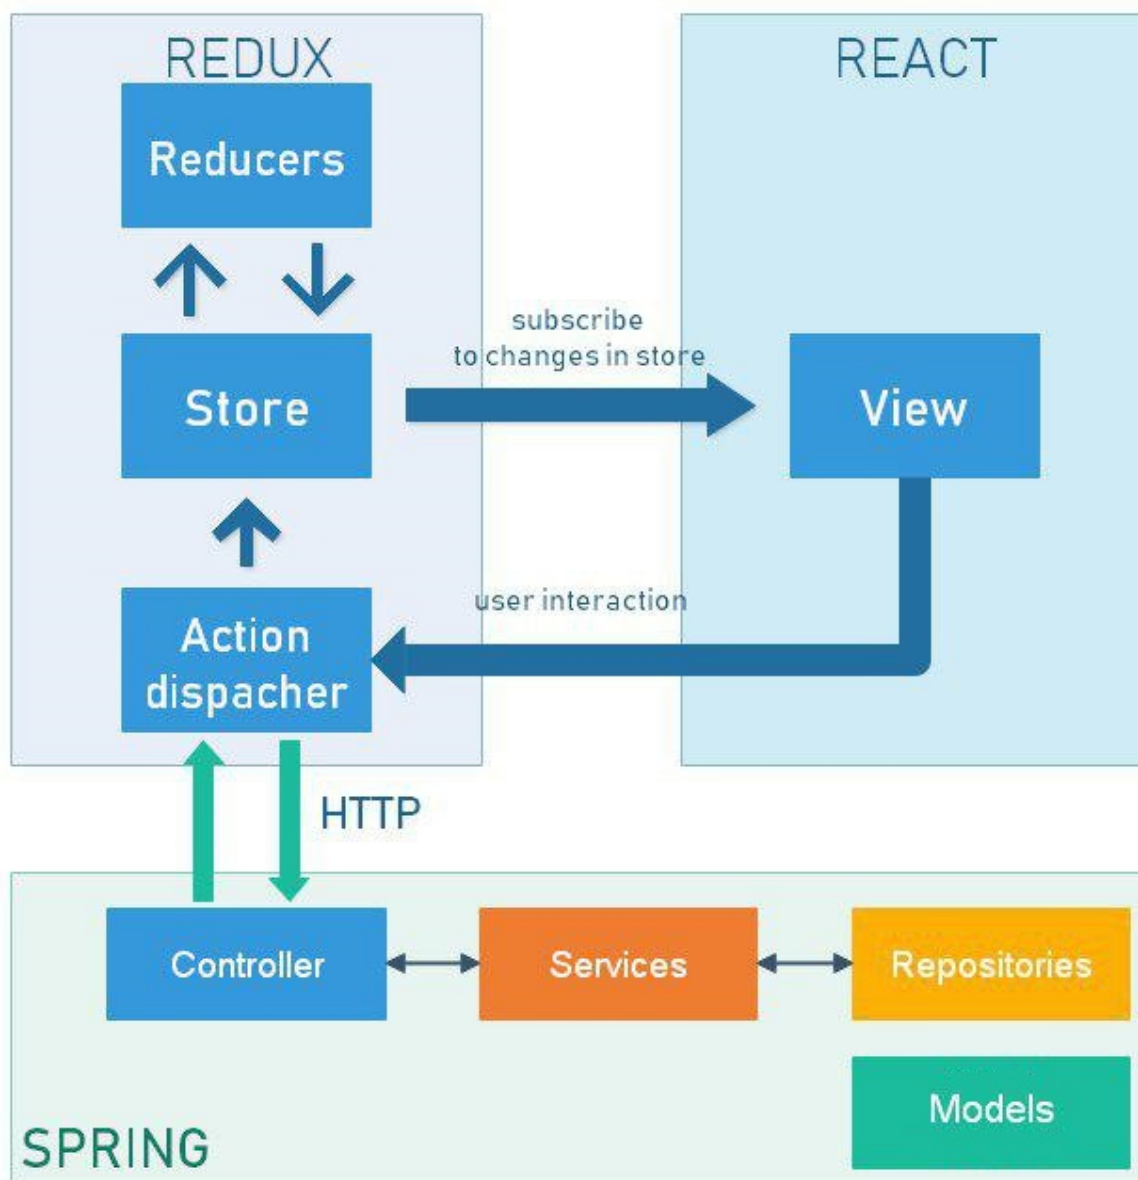 REDUX
REACT
Reducers
subscribe
to changes in store
Store
View
user interaction
Action
dispacher
HTTP
Controller
Services
Repositories
Models
SPRING